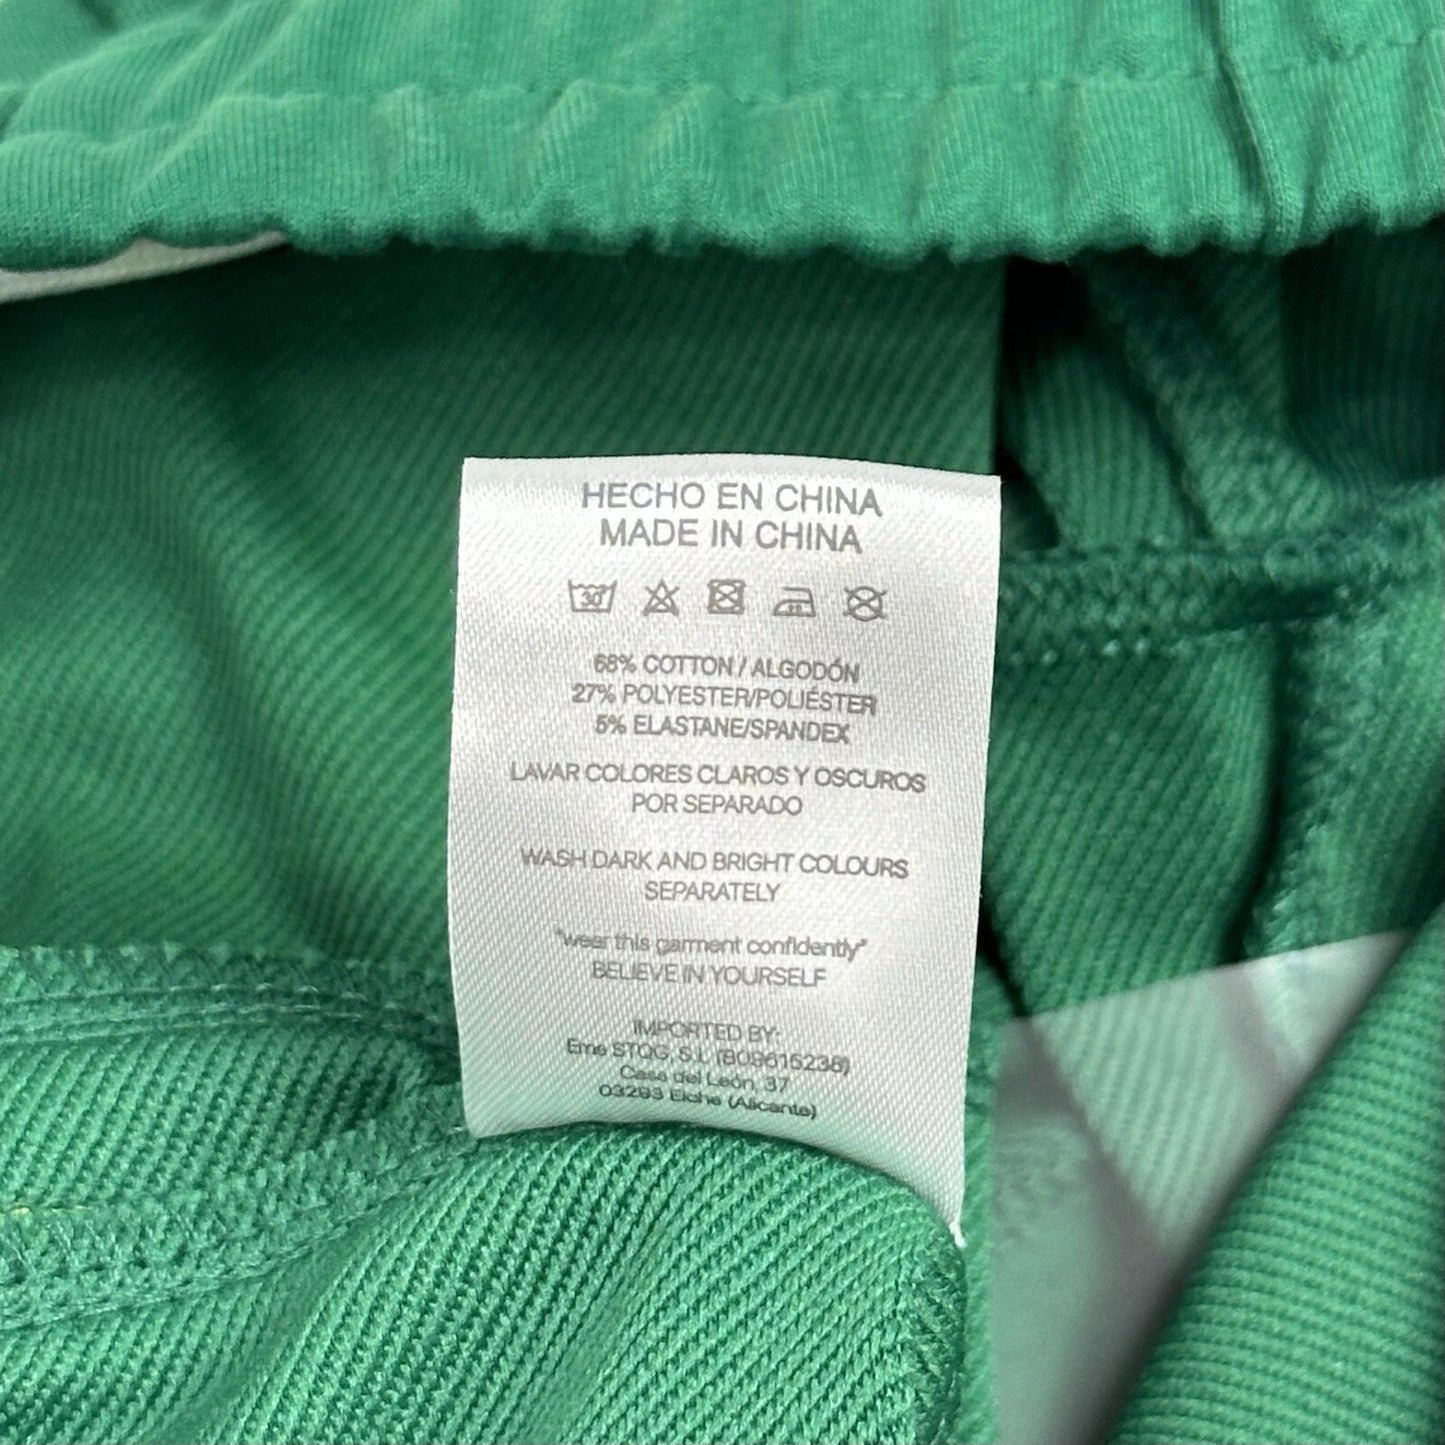 HECHO EN CHINA
MADE IN CHINA
30
68% COTTON / ALGODÓN
27% POLYESTER/POLIÉSTER
5% ELASTANE/SPANDEX
LAVAR COLORES CLAROS Y OSCUROS
POR SEPARADO
WASH DARK AND BRIGHT COLOURS
SEPARATELY
"wear this garment confidently"
BELIEVE IN YOURSELF
IMPORTED BY:
Eme STQG, S.L (B09615238)
Casa del León, 37
03293 Elche (Alicante)